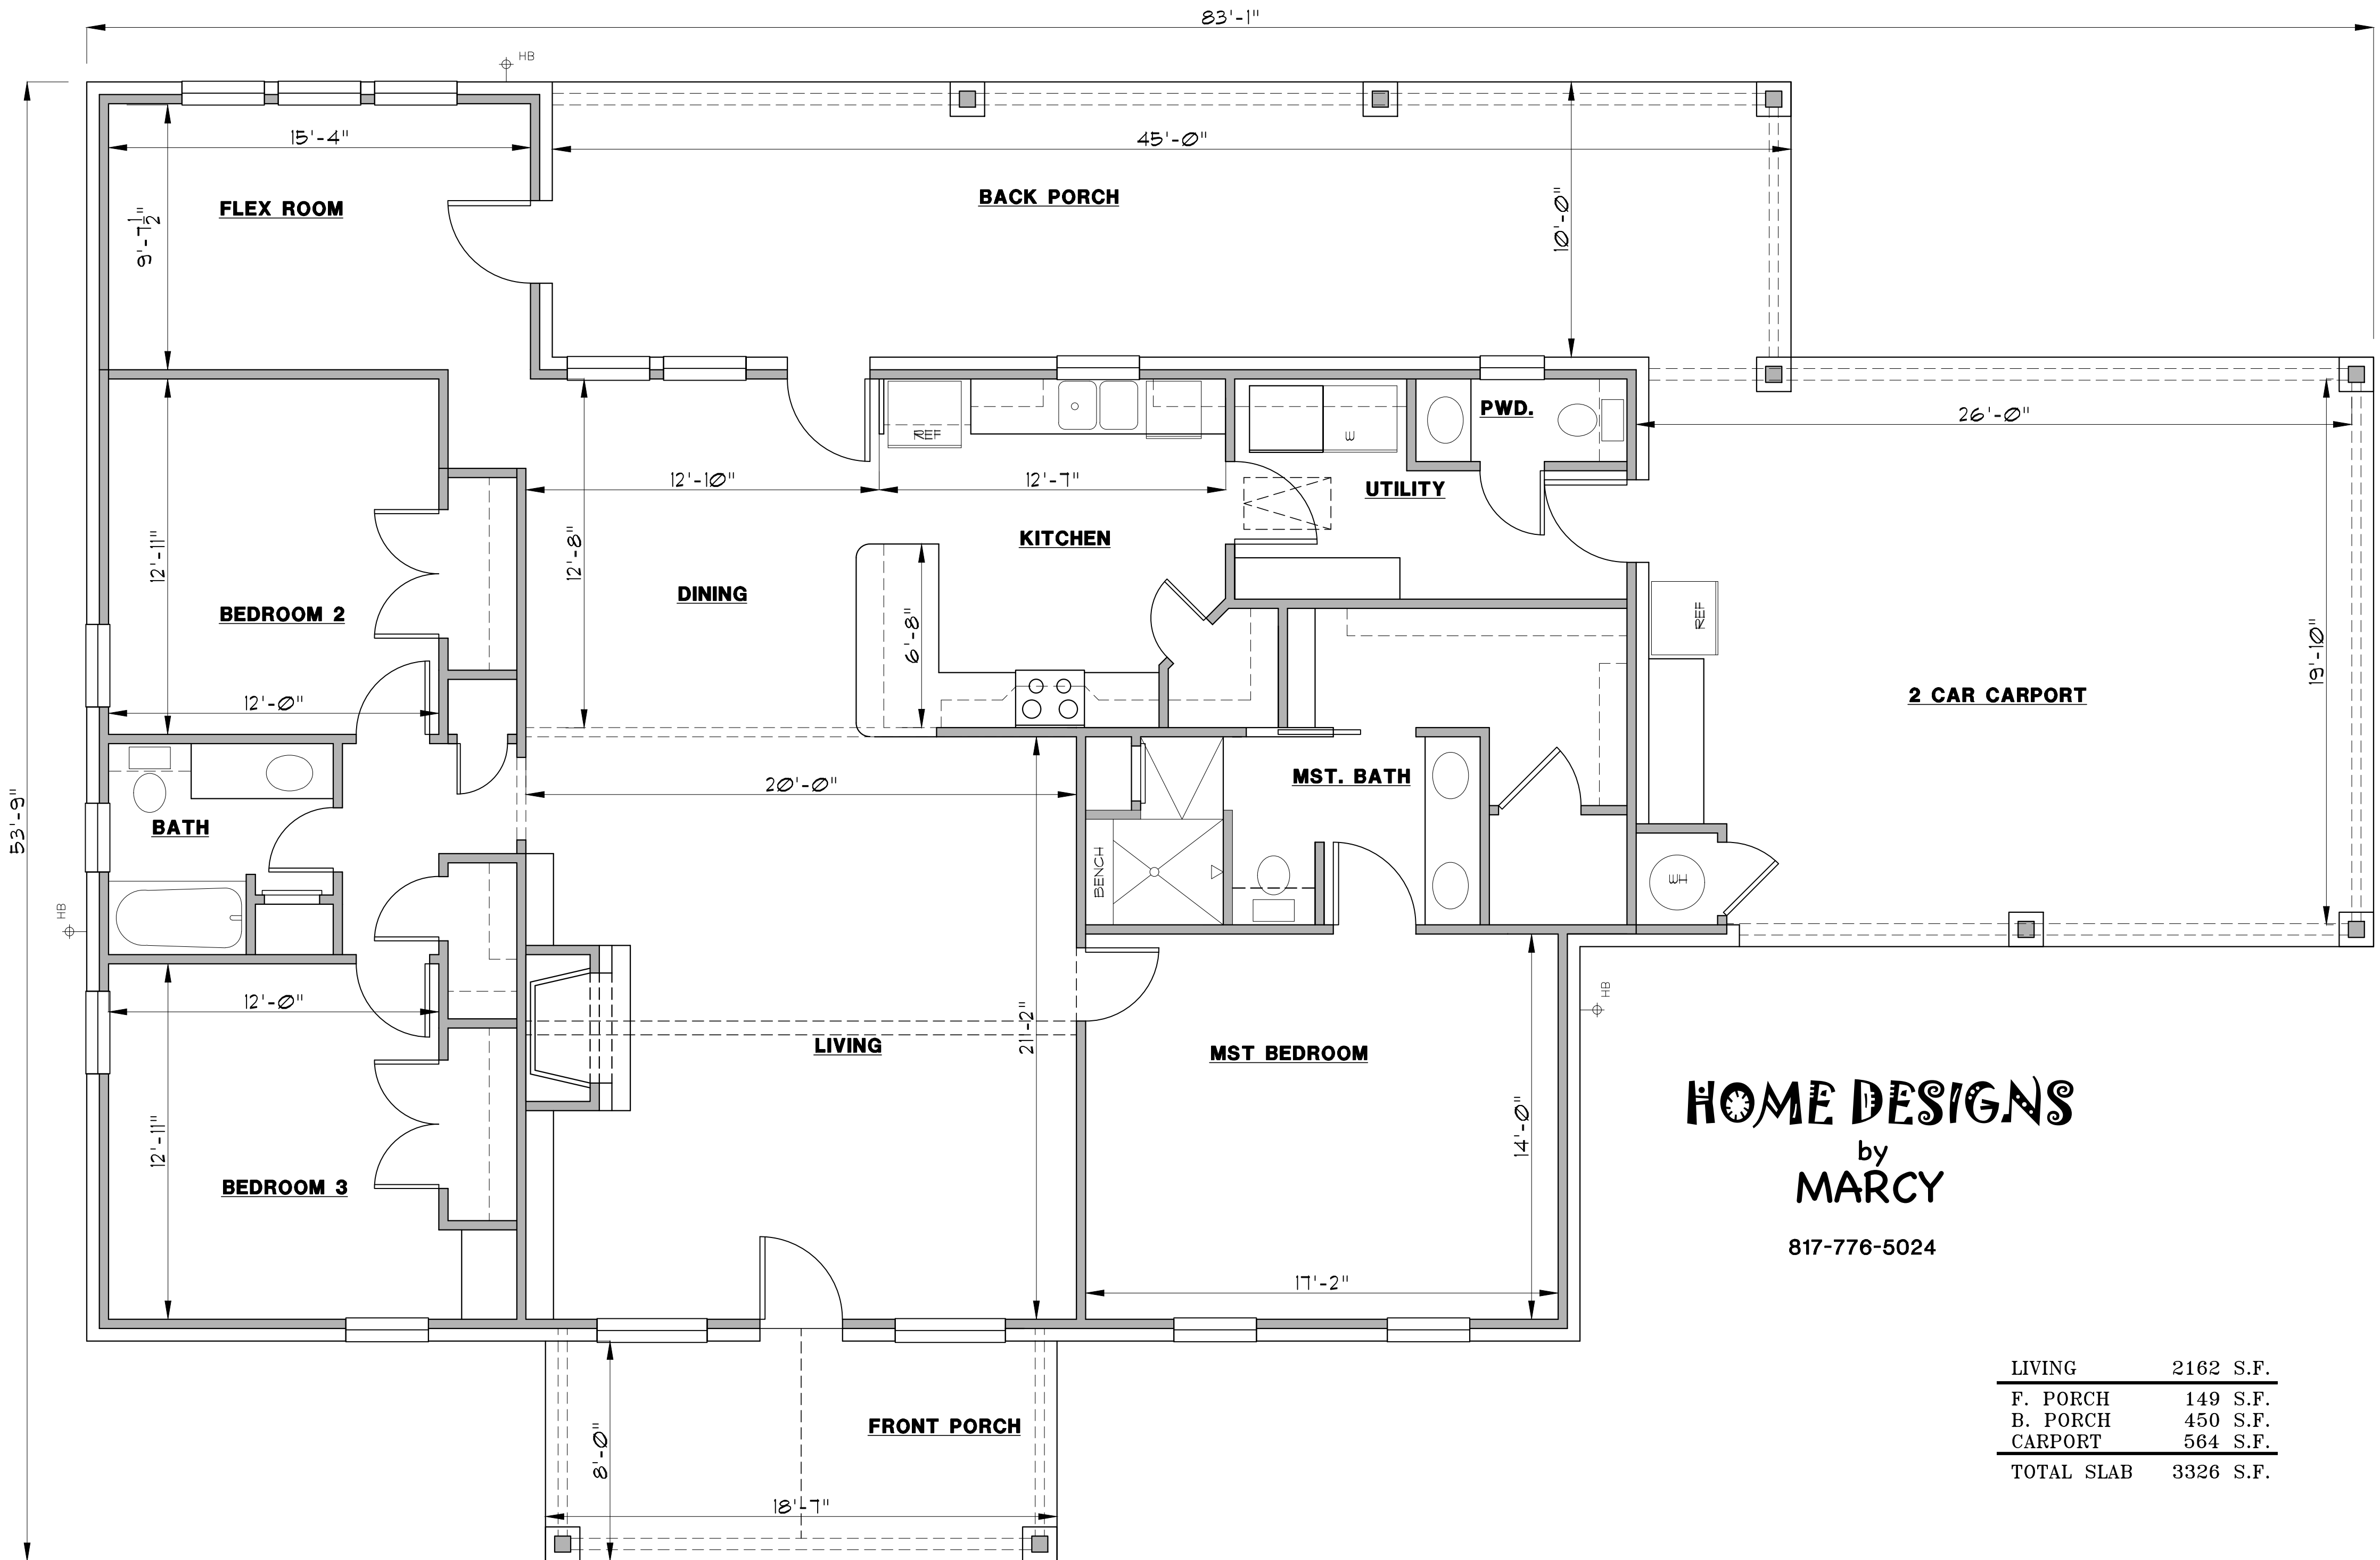 83'-1"
HB
15'-4"
45'-0"
FLEX ROOM
BACK PORCH
9'-7 1/2"
10'-0"
REF
W
PWD.
26'-0"
12'-10"
12'-7"
UTILITY
12'-11"
12'-8"
KITCHEN
DINING
BEDROOM 2
6'-8"
REF
19'-10"
12'-0"
2 CAR CARPORT
53'-9"
20'-0"
MST. BATH
BATH
BENCH
WH
HB
12'-0"
HB
21'-2"
LIVING
MST BEDROOM
12'-11"
14'-0"
BEDROOM 3
17'-2"
HOME DESIGNS
by
MARCY
817-776-5024
FRONT PORCH
8'-0"
18'-7"
LIVING 2162 S.F.
F. PORCH 149 S.F.
B. PORCH 450 S.F.
CARPORT 564 S.F.
TOTAL SLAB 3326 S.F.